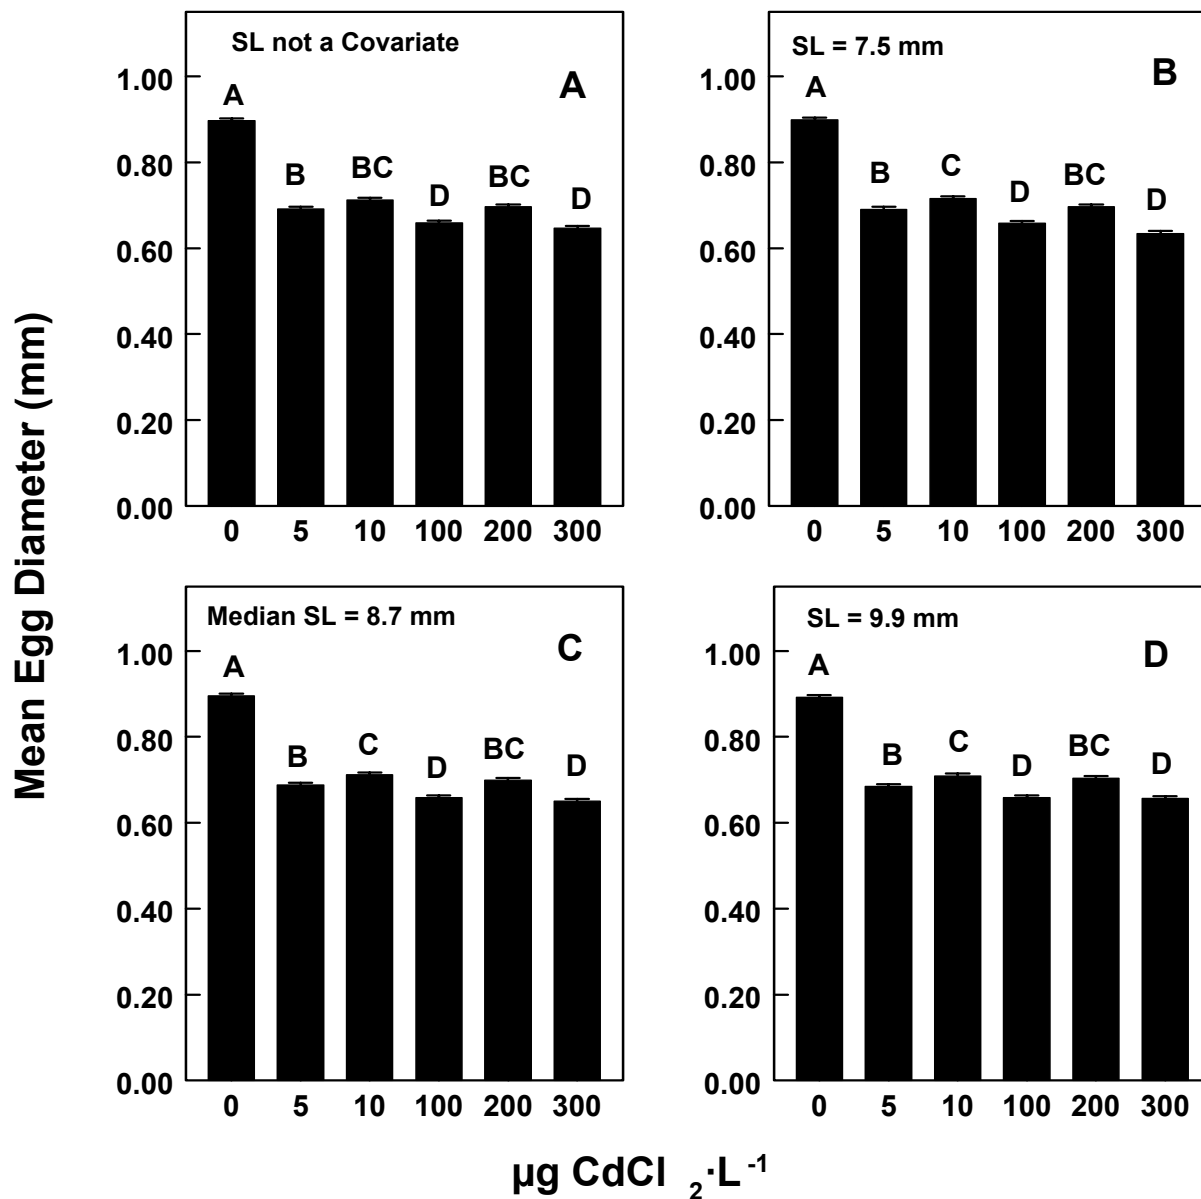 Mean Egg Diameter (mm)
SL not a Covariate
A
1.00
0.80
0.60
0.40
0.20
0.00
A B BC D BC D
0 5 10 100 200 300
SL = 7.5 mm
B
1.00
0.80
0.60
0.40
0.20
0.00
A B C D BC D
0 5 10 100 200 300
Median SL = 8.7 mm
C
1.00
0.80
0.60
0.40
0.20
0.00
A B C D BC D
0 5 10 100 200 300
SL = 9.9 mm
D
1.00
0.80
0.60
0.40
0.20
0.00
A B C D BC D
0 5 10 100 200 300
µg CdCl ₂·L⁻¹